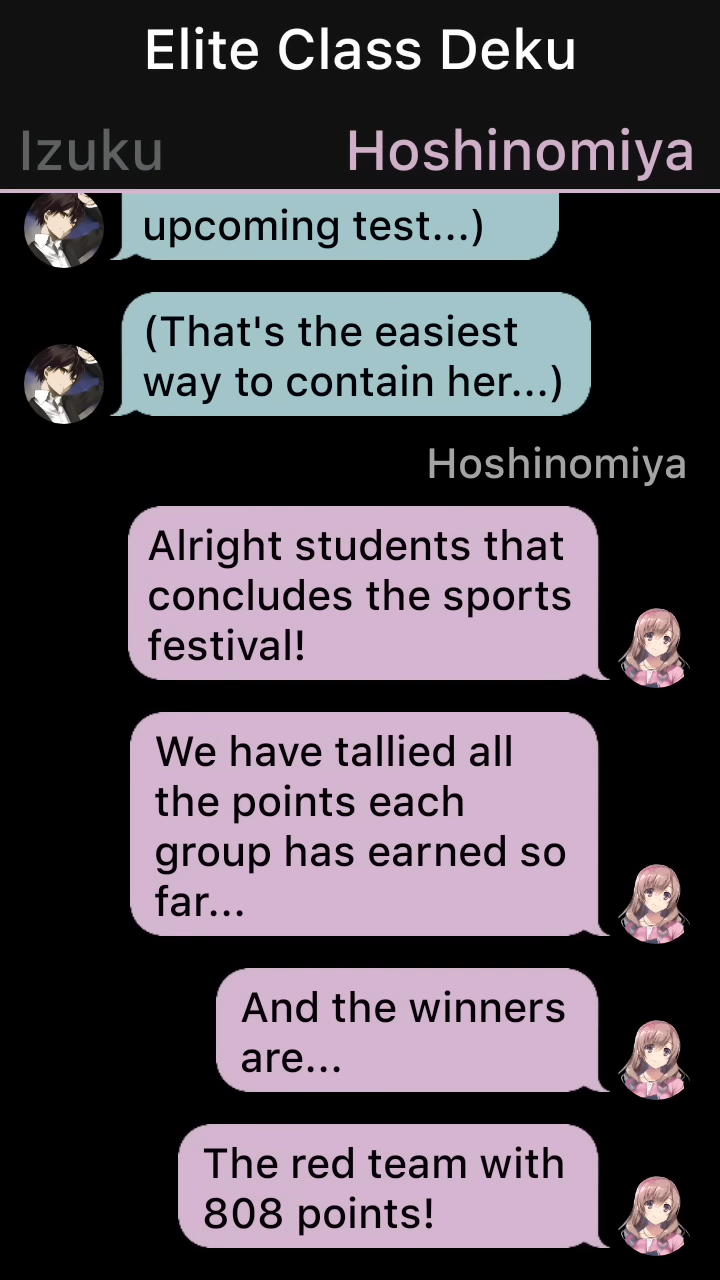 Elite Class Deku
Izuku
Hoshinomiya
upcoming test...)
(That's the easiest
way to contain her...)
Hoshinomiya
Alright students that
concludes the sports
festival!
We have tallied all
the points each
group has earned so
far...
And the winners
are...
The red team with
808 points!